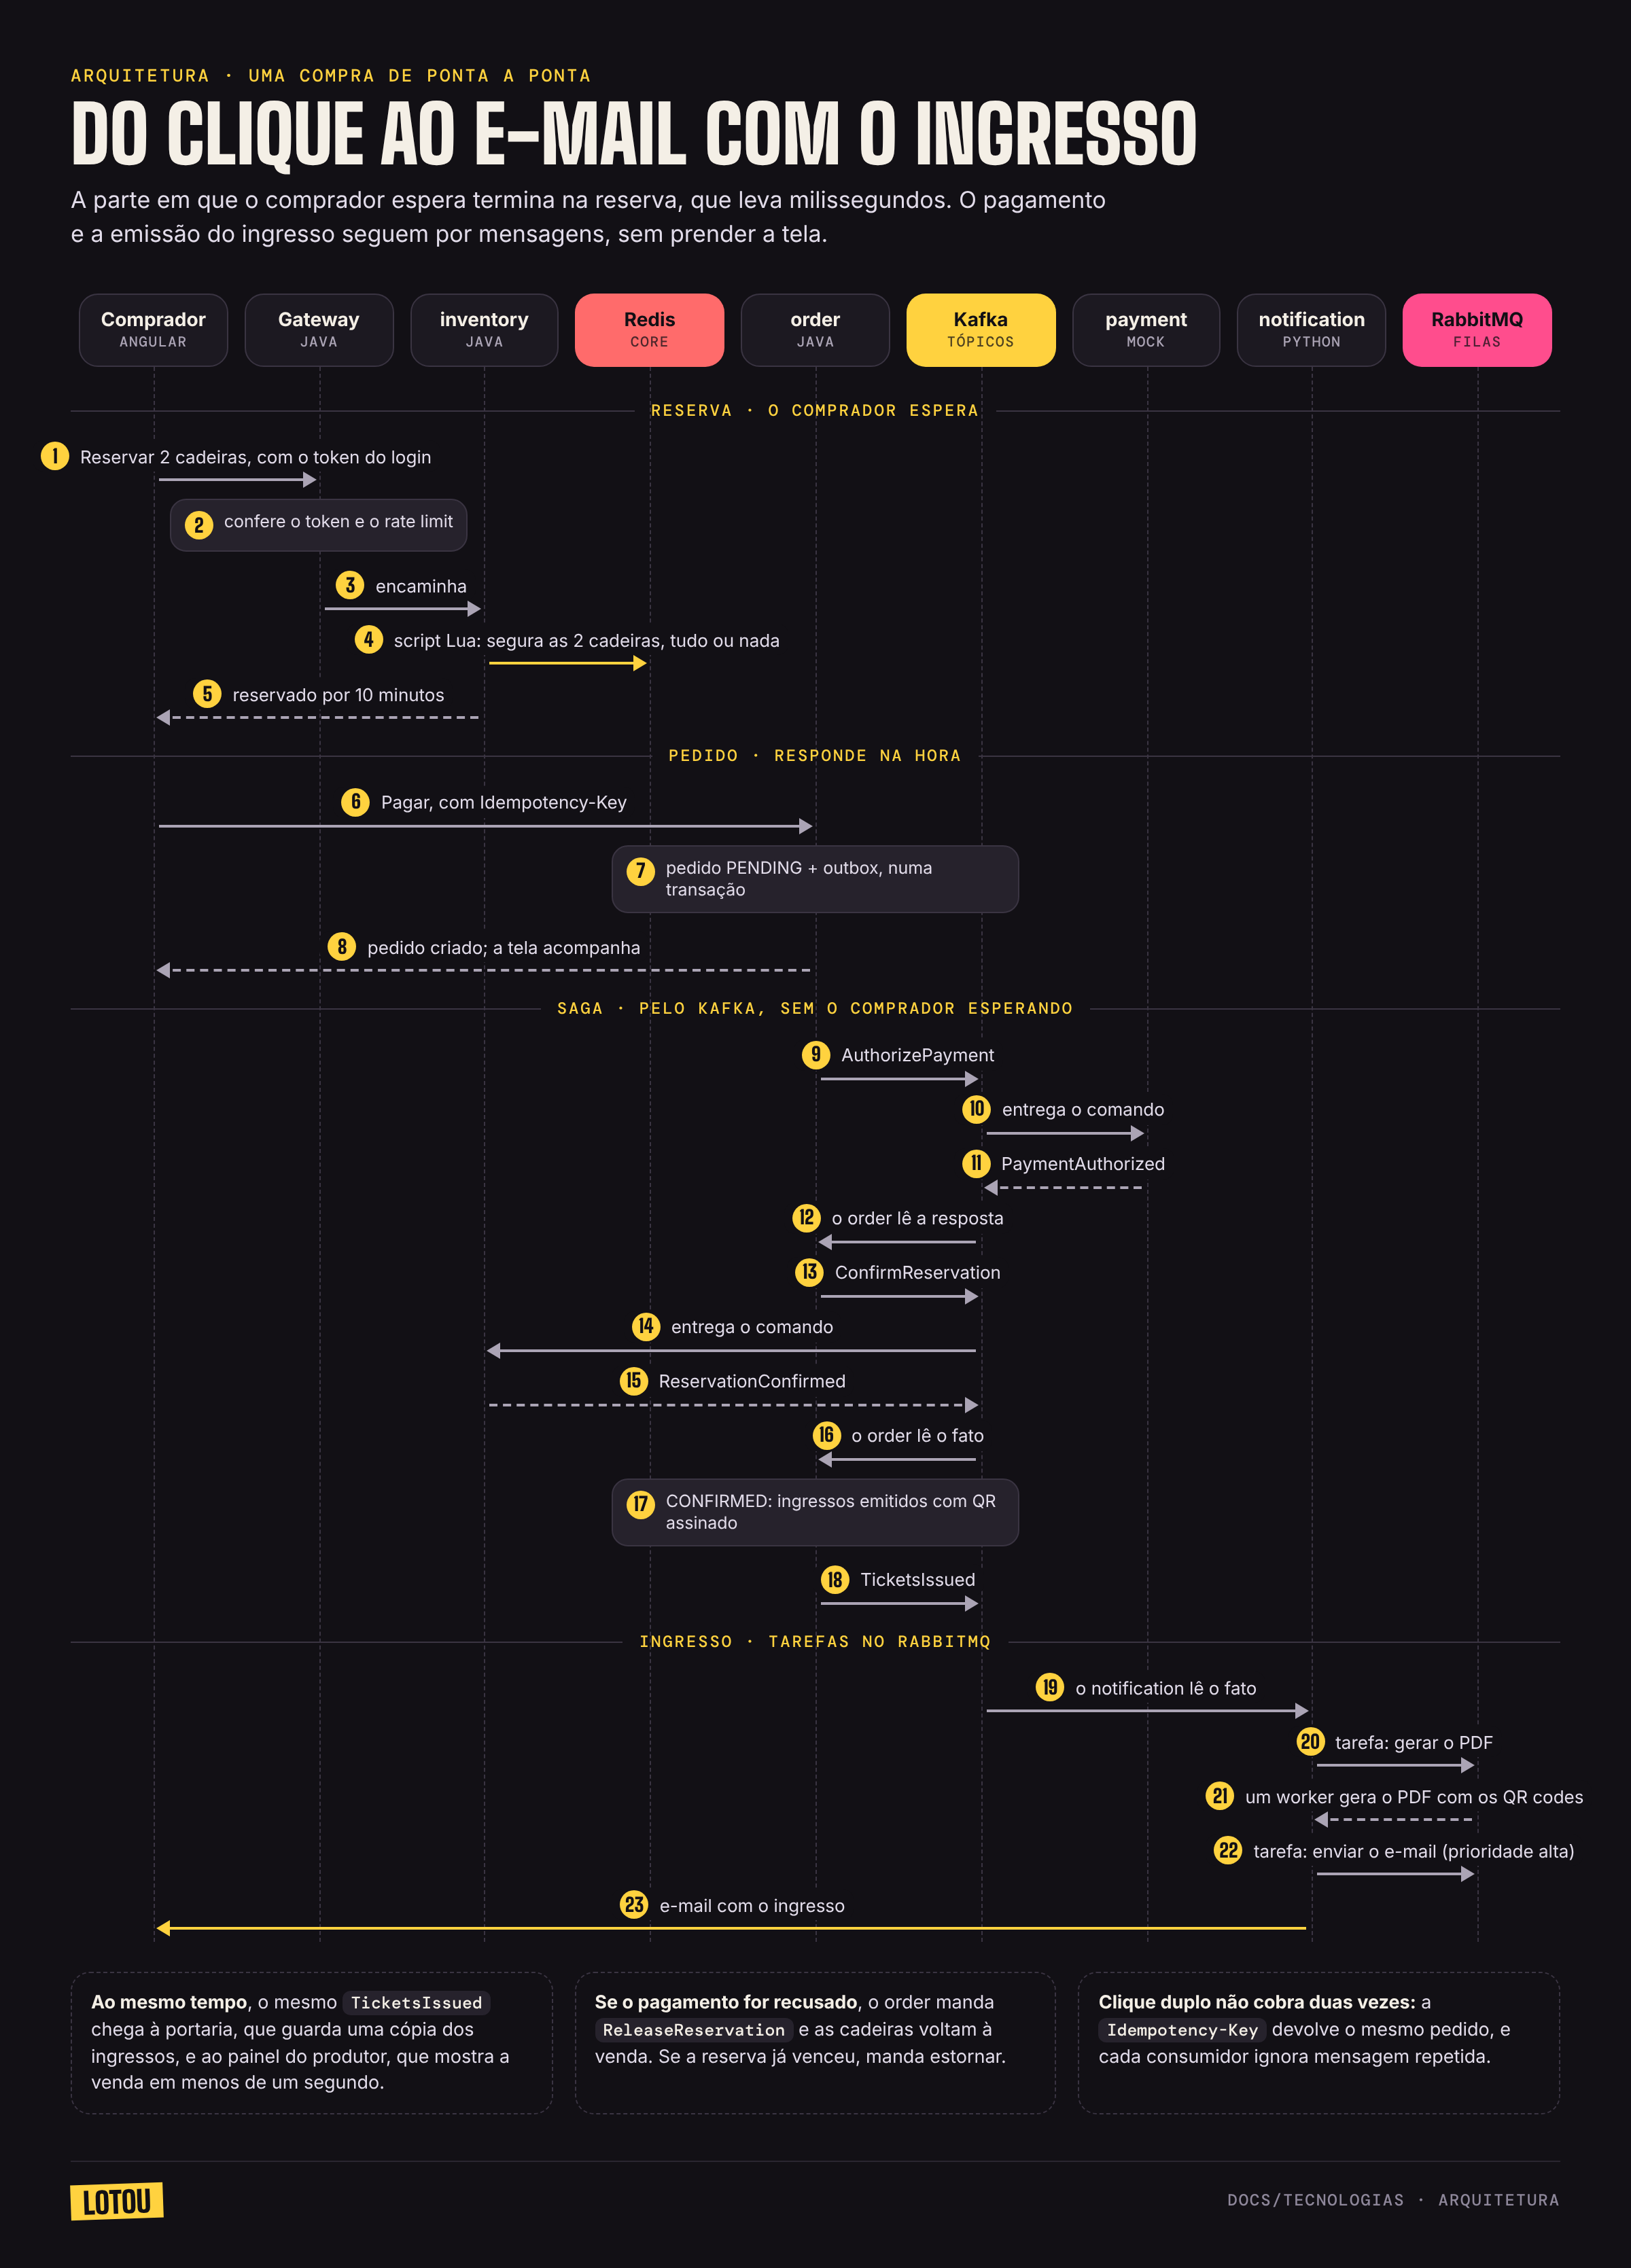 ARQUITETURA · UMA COMPRA DE PONTA A PONTA
DO CLIQUE AO E-MAIL COM O INGRESSO
A parte em que o comprador espera termina na reserva, que leva milissegundos. O pagamento
e a emissão do ingresso seguem por mensagens, sem prender a tela.
Comprador
ANGULAR
Gateway
JAVA
inventory
JAVA
Redis
CORE
order
JAVA
Kafka
TÓPICOS
payment
MOCK
notification
PYTHON
RabbitMQ
FILAS
RESERVA · O COMPRADOR ESPERA
1 Reservar 2 cadeiras, com o token do login
2 confere o token e o rate limit
3 encaminha
4 script Lua: segura as 2 cadeiras, tudo ou nada
5 reservado por 10 minutos
PEDIDO · RESPONDE NA HORA
6 Pagar, com Idempotency-Key
7 pedido PENDING + outbox, numa
transação
8 pedido criado; a tela acompanha
SAGA · PELO KAFKA, SEM O COMPRADOR ESPERANDO
9 AuthorizePayment
10 entrega o comando
11 PaymentAuthorized
12 o order lê a resposta
13 ConfirmReservation
14 entrega o comando
15 ReservationConfirmed
16 o order lê o fato
17 CONFIRMED: ingressos emitidos com QR
assinado
18 TicketsIssued
INGRESSO · TAREFAS NO RABBITMQ
19 o notification lê o fato
20 tarefa: gerar o PDF
21 um worker gera o PDF com os QR codes
22 tarefa: enviar o e-mail (prioridade alta)
23 e-mail com o ingresso
Ao mesmo tempo, o mesmo TicketsIssued
chega à portaria, que guarda uma cópia dos
ingressos, e ao painel do produtor, que mostra a
venda em menos de um segundo.
Se o pagamento for recusado, o order manda
ReleaseReservation e as cadeiras voltam à
venda. Se a reserva já venceu, manda estornar.
Clique duplo não cobra duas vezes: a
Idempotency-Key devolve o mesmo pedido, e
cada consumidor ignora mensagem repetida.
LOTOU
DOCS/TECNOLOGIAS · ARQUITETURA